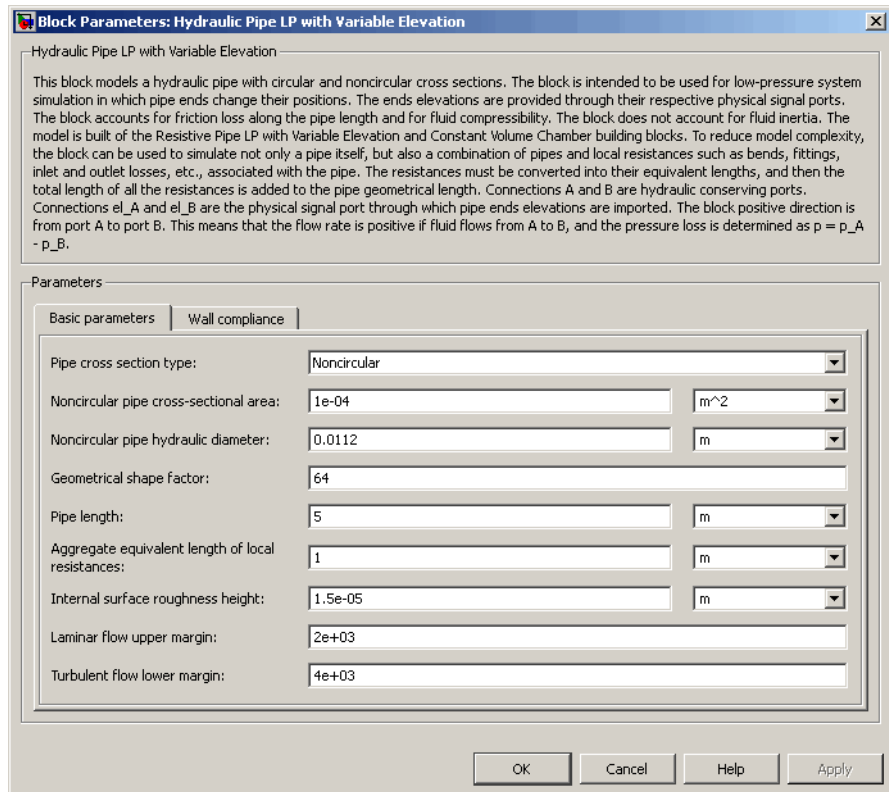 Block Parameters: Hydraulic Pipe LP with Variable Elevation
Hydraulic Pipe LP with Variable Elevation
This block models a hydraulic pipe with circular and noncircular cross sections. The block is intended to be used for low-pressure system
simulation in which pipe ends change their positions. The ends elevations are provided through their respective physical signal ports.
The block accounts for friction loss along the pipe length and for fluid compressibility. The block does not account for fluid inertia. The
model is built of the Resistive Pipe LP with Variable Elevation and Constant Volume Chamber building blocks. To reduce model complexity,
the block can be used to simulate not only a pipe itself, but also a combination of pipes and local resistances such as bends, fittings,
inlet and outlet losses, etc., associated with the pipe. The resistances must be converted into their equivalent lengths, and then the
total length of all the resistances is added to the pipe geometrical length. Connections A and B are hydraulic conserving ports.
Connections el_A and el_B are the physical signal port through which pipe ends elevations are imported. The block positive direction is
from port A to port B. This means that the flow rate is positive if fluid flows from A to B, and the pressure loss is determined as p = p_A
- p_B.
Parameters
Basic parameters Wall compliance
Pipe cross section type: Noncircular
Noncircular pipe cross-sectional area: 1e-04 m^2
Noncircular pipe hydraulic diameter: 0.0112 m
Geometrical shape factor: 64
Pipe length: 5 m
Aggregate equivalent length of local
resistances: 1 m
Internal surface roughness height: 1.5e-05 m
Laminar flow upper margin: 2e+03
Turbulent flow lower margin: 4e+03
OK Cancel Help Apply